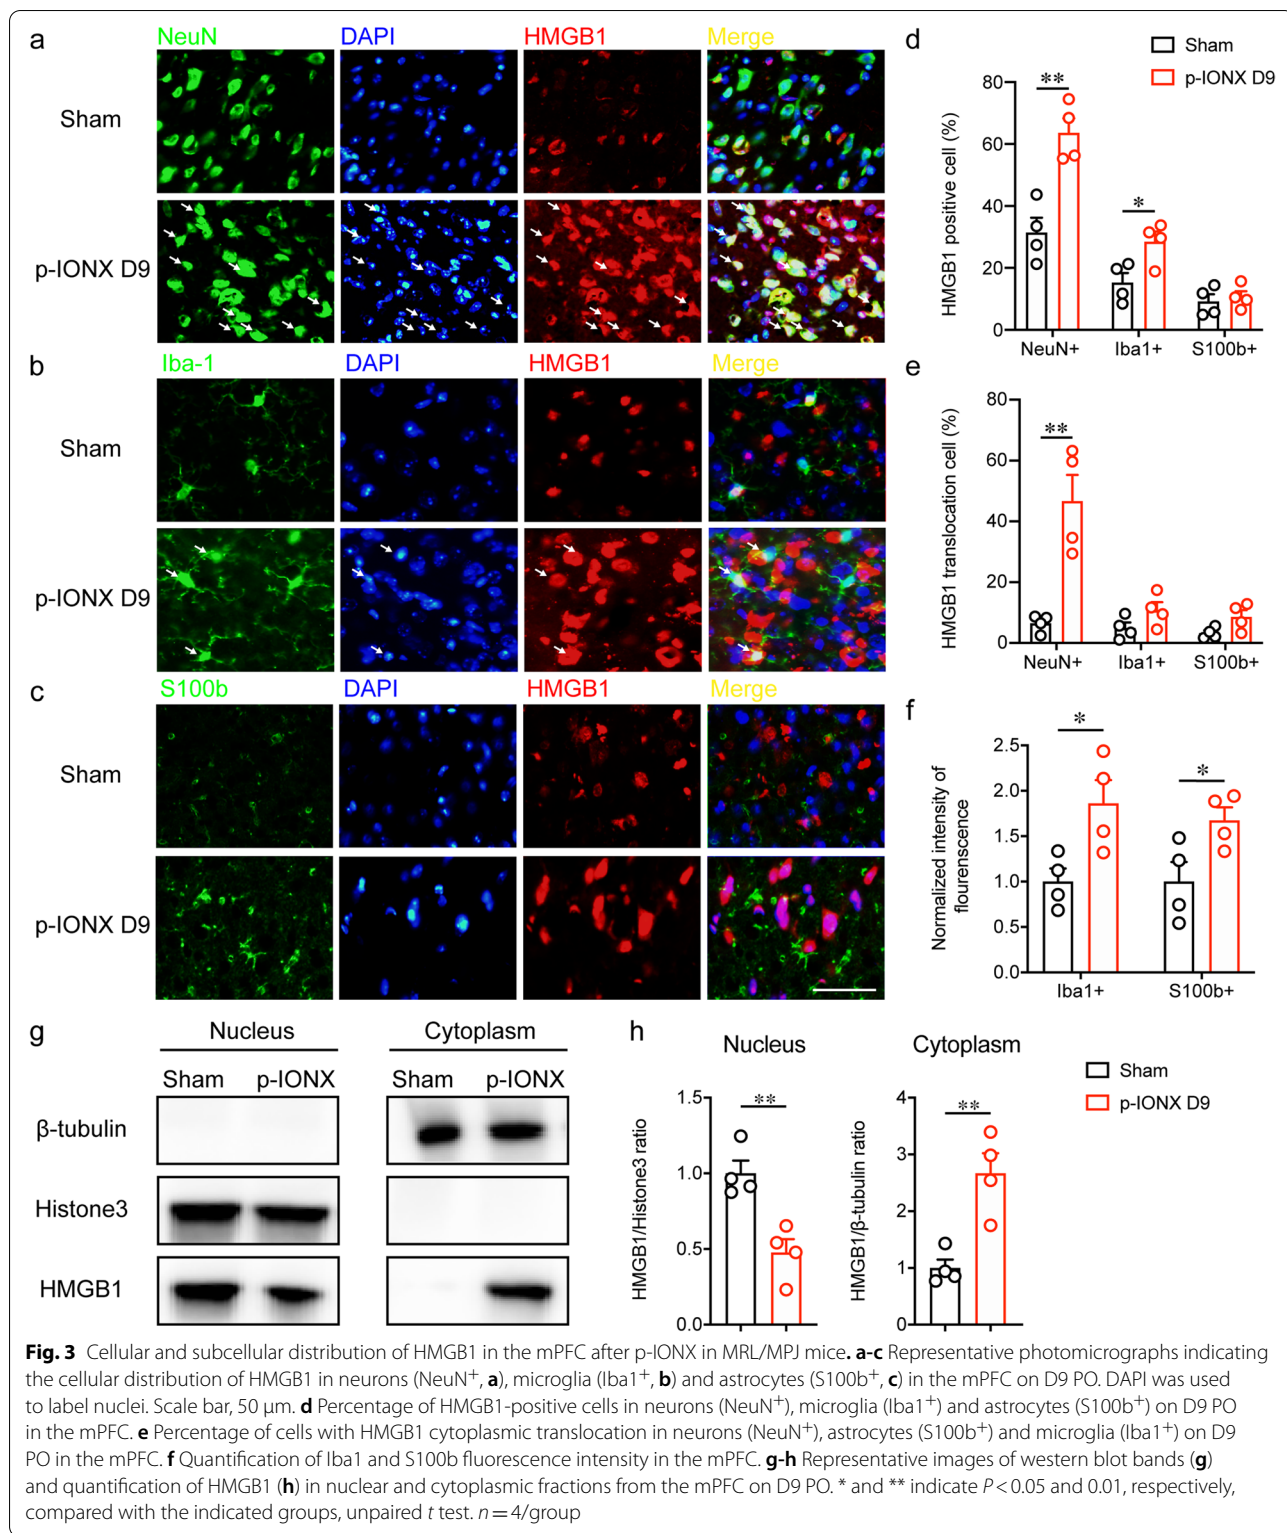 a
NeuN DAPI HMGB1 Merge
Sham
p-IONX D9
b
Iba-1 DAPI HMGB1 Merge
Sham
p-IONX D9
c
S100b DAPI HMGB1 Merge
Sham
p-IONX D9
d
Sham
p-IONX D9
HMGB1 positive cell (%)
80
60
40
20
0
** *
NeuN+ Iba1+ S100b+
e
HMGB1 translocation cell (%)
80
60
40
20
0
**
NeuN+ Iba1+ S100b+
f
Normalized intensity of
flourenscence
2.5
2.0
1.5
1.0
0.5
0.0
* *
Iba1+ S100b+
g
Nucleus Cytoplasm
Sham p-IONX Sham p-IONX
β-tubulin
Histone3
HMGB1
h
Nucleus
HMGB1/Histone3 ratio
1.5
1.0
0.5
0.0
**
Cytoplasm
HMGB1/β-tubulin ratio
4
3
2
1
0
**
Sham
p-IONX D9
Fig. 3 Cellular and subcellular distribution of HMGB1 in the mPFC after p-IONX in MRL/MPJ mice. a-c Representative photomicrographs indicating
the cellular distribution of HMGB1 in neurons (NeuN+, a), microglia (Iba1+, b) and astrocytes (S100b+, c) in the mPFC on D9 PO. DAPI was used
to label nuclei. Scale bar, 50 μm. d Percentage of HMGB1-positive cells in neurons (NeuN+), microglia (Iba1+) and astrocytes (S100b+) on D9 PO
in the mPFC. e Percentage of cells with HMGB1 cytoplasmic translocation in neurons (NeuN+), astrocytes (S100b+) and microglia (Iba1+) on D9
PO in the mPFC. f Quantification of Iba1 and S100b fluorescence intensity in the mPFC. g-h Representative images of western blot bands (g)
and quantification of HMGB1 (h) in nuclear and cytoplasmic fractions from the mPFC on D9 PO. * and ** indicate P < 0.05 and 0.01, respectively,
compared with the indicated groups, unpaired t test. n = 4/group